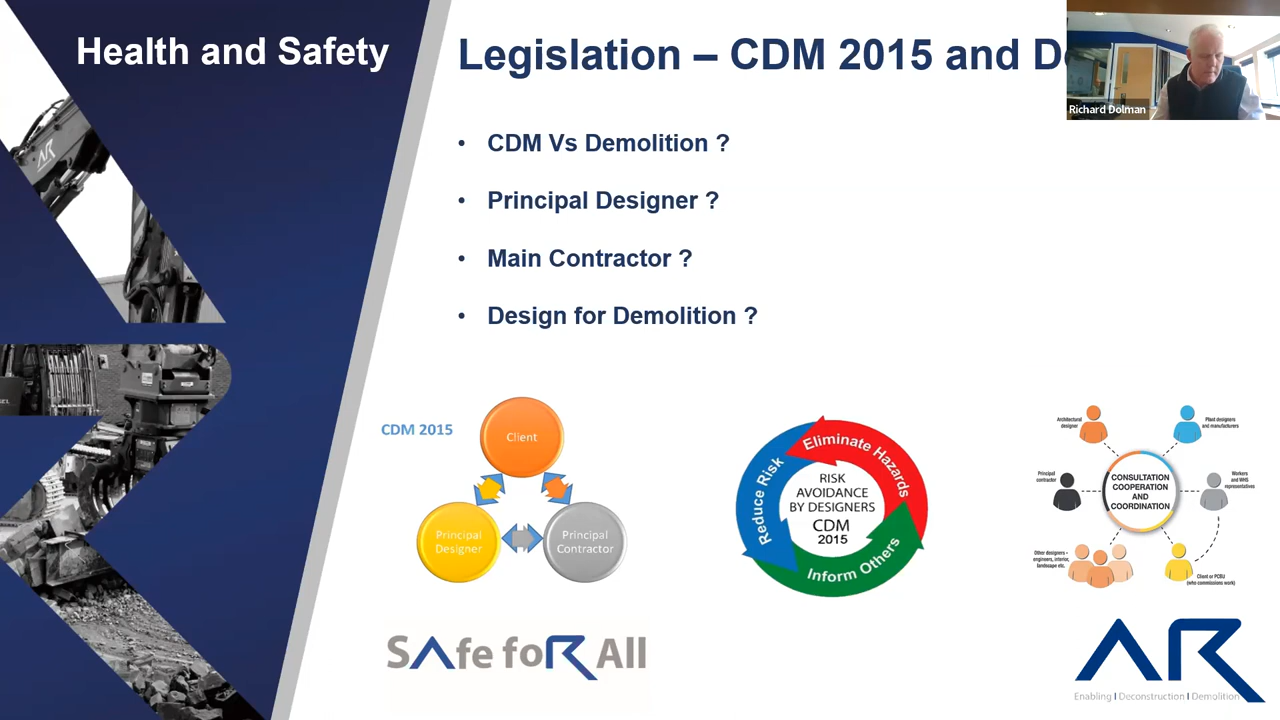 Health and Safety
Legislation – CDM 2015 and D
Richard Dolman
• CDM Vs Demolition ?
• Principal Designer ?
• Main Contractor ?
• Design for Demolition ?
CDM 2015
Client
Principal
Designer
Principal
Contractor
Eliminate Hazards
Reduce Risk
Inform Others
RISK
AVOIDANCE
BY DESIGNERS
CDM
2015
Architectural
designer
Plant designers
and manufacturers
Principal
contractor
CONSULTATION
COOPERATION
AND
COORDINATION
Workers
and WHS
representatives
Other designers –
engineers, interior,
landscape etc.
Client or PCBU
(who commissions work)
SAfe foR All
AR
Enabling | Deconstruction | Demolition
AR